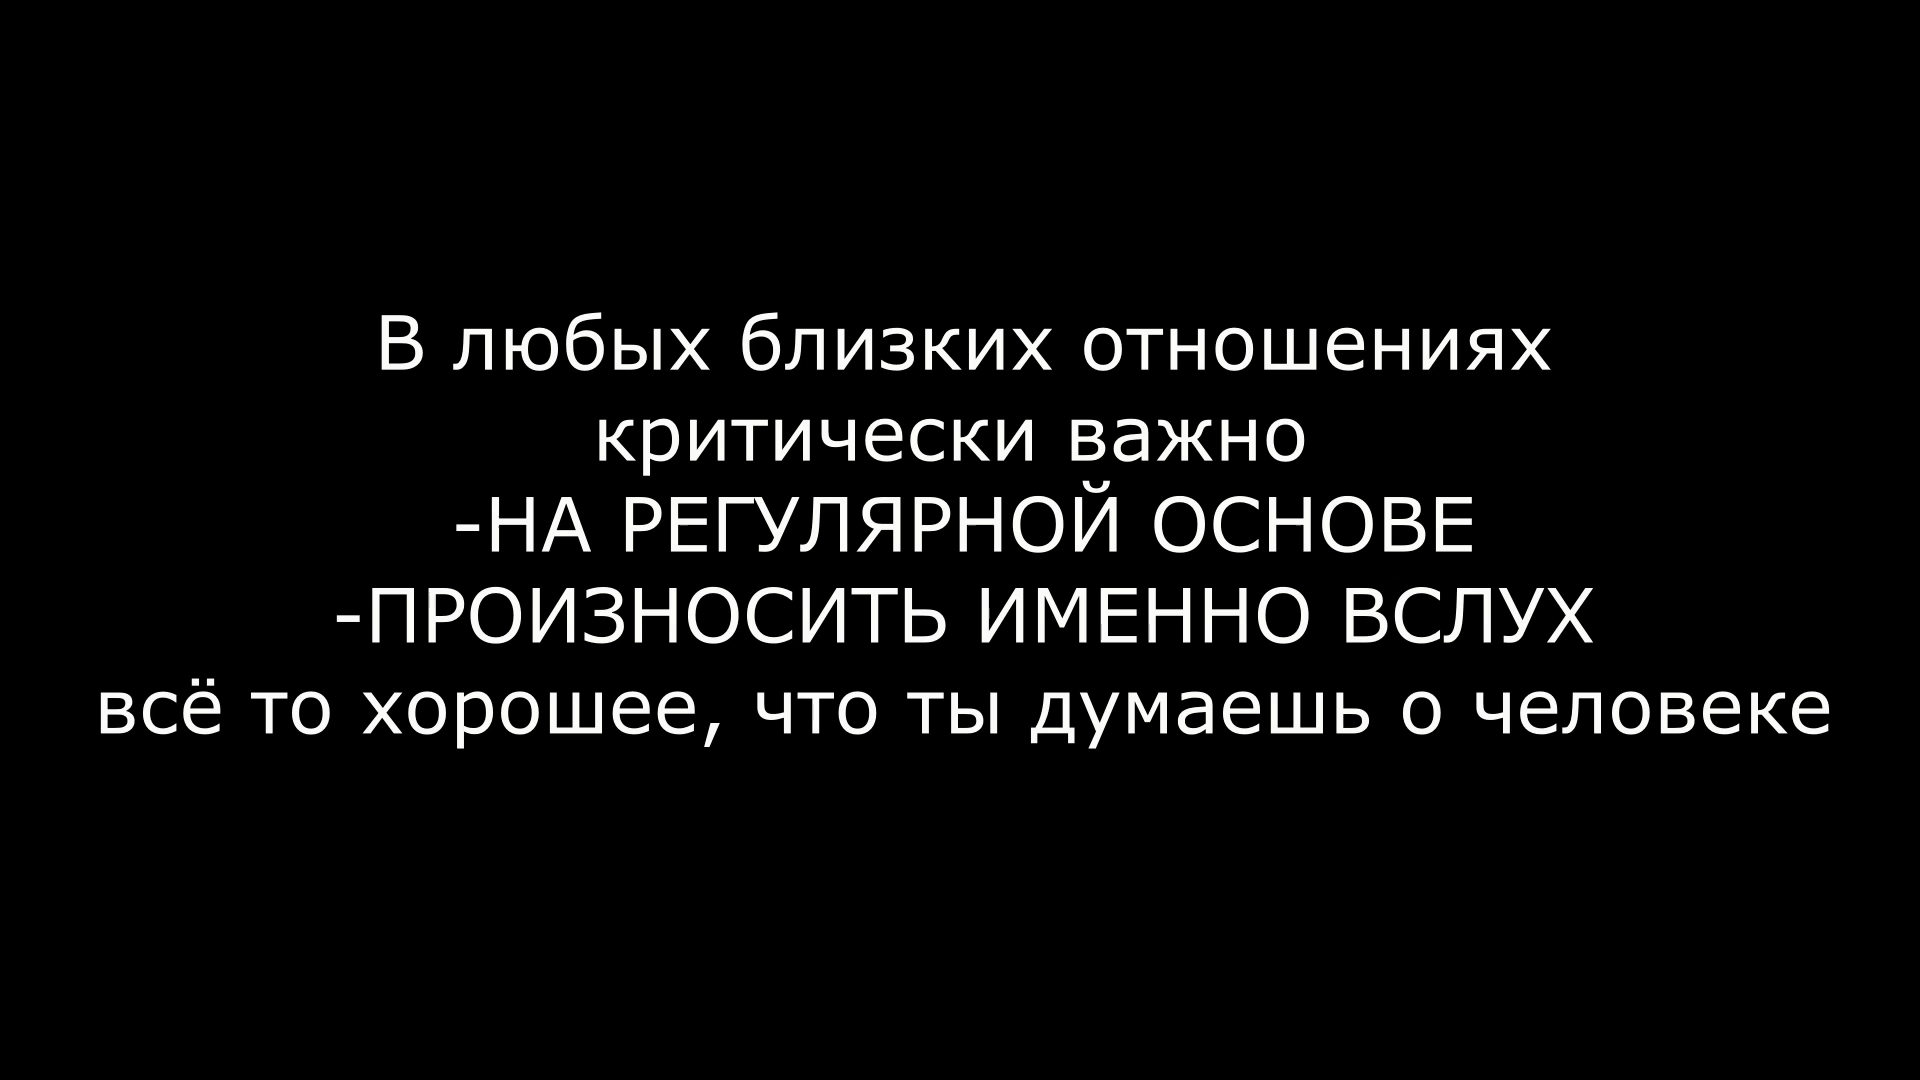 В любых близких отношениях
критически важно
-НА РЕГУЛЯРНОЙ ОСНОВЕ
-ПРОИЗНОСИТЬ ИМЕННО ВСЛУХ
всё то хорошее, что ты думаешь о человеке